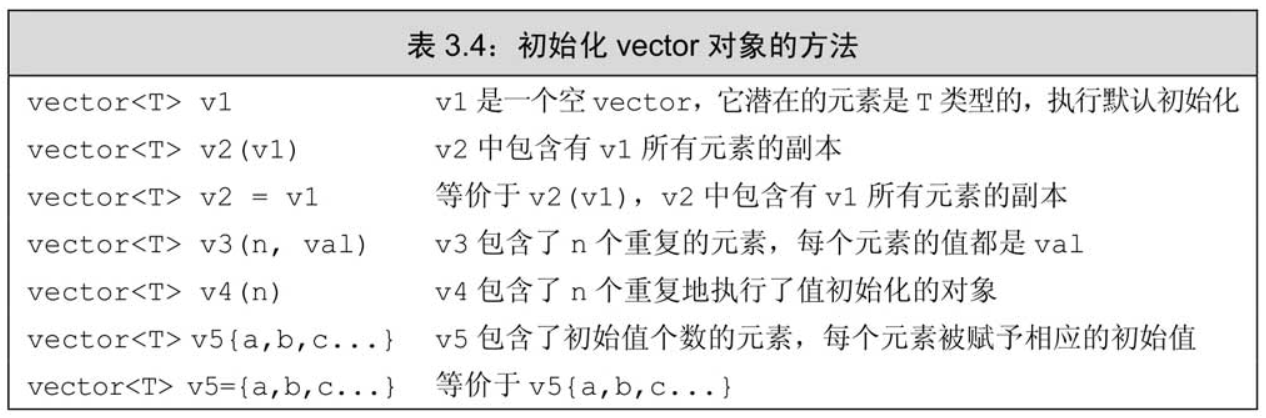 表 3.4：初始化 vector 对象的方法
vector<T> v1 v1 是一个空 vector，它潜在的元素是 T 类型的，执行默认初始化
vector<T> v2(v1) v2 中包含有 v1 所有元素的副本
vector<T> v2 = v1 等价于 v2(v1)，v2 中包含有 v1 所有元素的副本
vector<T> v3(n, val) v3 包含了 n 个重复的元素，每个元素的值都是 val
vector<T> v4(n) v4 包含了 n 个重复地执行了值初始化的对象
vector<T> v5{a,b,c...} v5 包含了初始值个数的元素，每个元素被赋予相应的初始值
vector<T> v5={a,b,c...} 等价于 v5{a,b,c...}